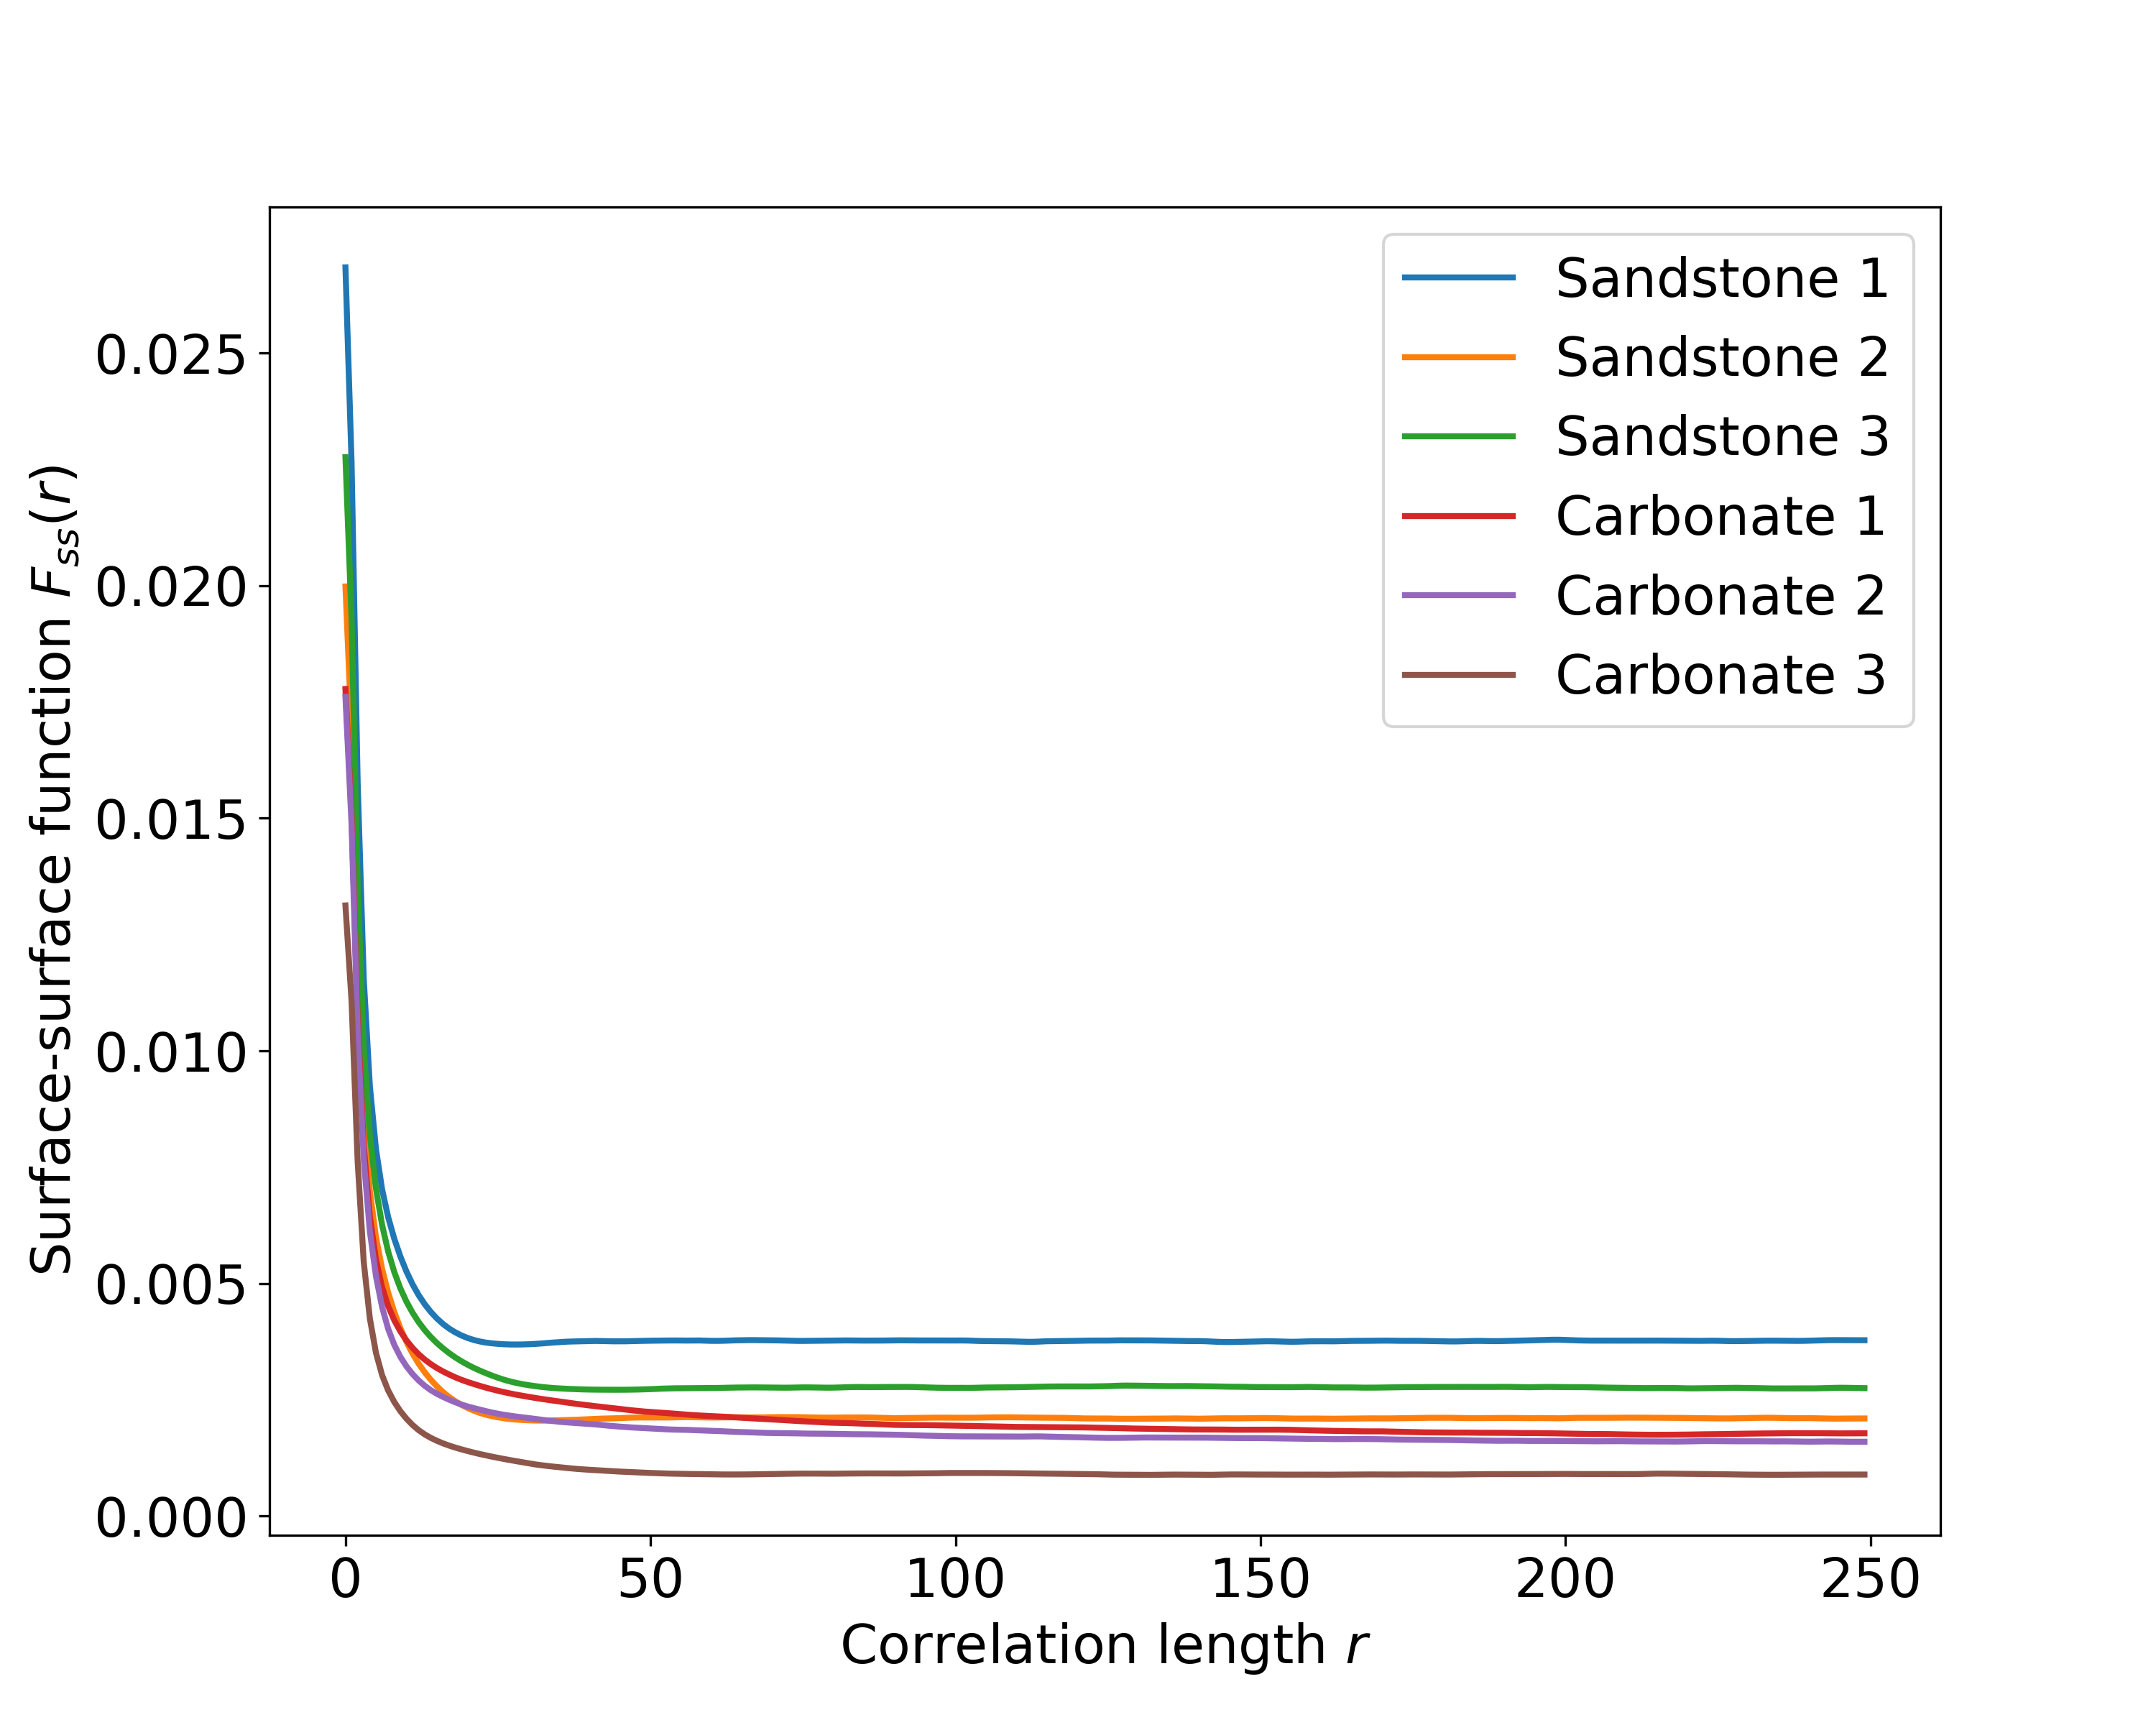 Surface-surface function F_ss(r)
0.025
0.020
0.015
0.010
0.005
0.000
Sandstone 1
Sandstone 2
Sandstone 3
Carbonate 1
Carbonate 2
Carbonate 3
0 50 100 150 200 250
Correlation length r